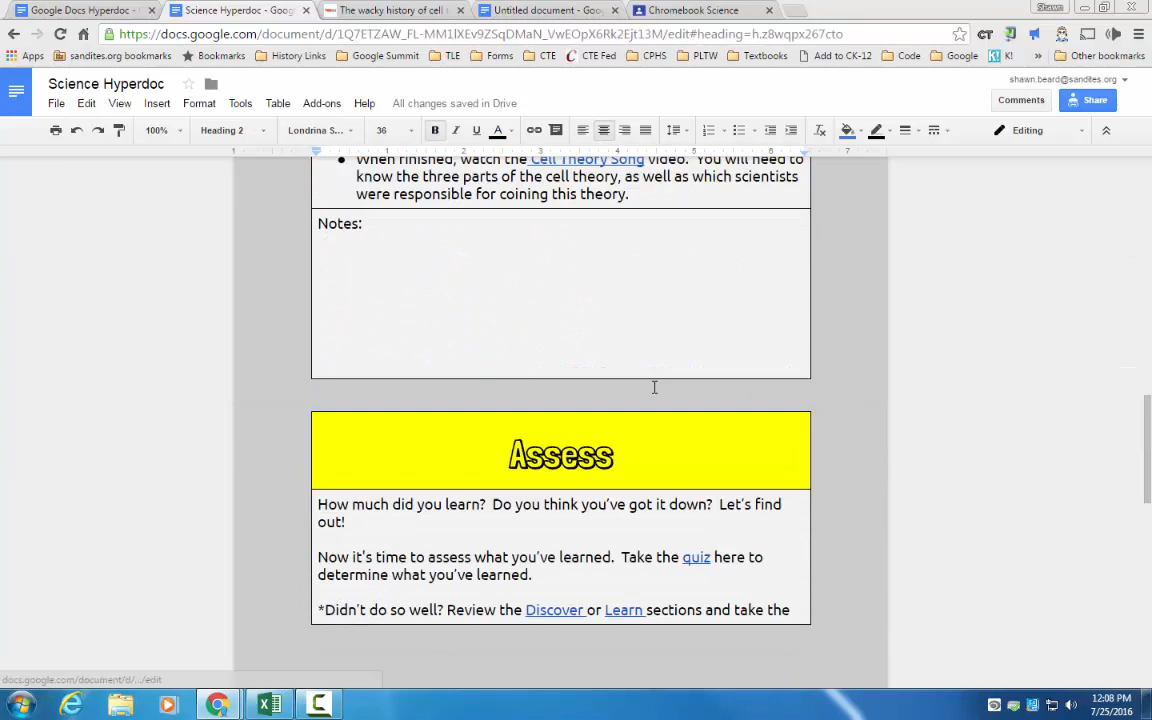 Google Docs Hyperdoc -
Science Hyperdoc - Goog
The wacky history of cell
Untitled document - Goo
Chromebook Science
Shawn
https://docs.google.com/document/d/1Q7ETZAW_FL-MM1lXEv9ZSqDMaN_VwEOpX6Rk2Ejt13M/edit#heading=h.z8wqpx267cto
Apps
sandites.org bookmarks
Bookmarks
History Links
Google Summit
TLE
Forms
CTE
CTE Fed
CPHS
PLTW
Textbooks
Add to CK-12
Code
Google
K!
»
Other bookmarks
Science Hyperdoc
shawn.beard@sandites.org
File Edit View Insert Format Tools Table Add-ons Help All changes saved in Drive
Comments
Share
100% Heading 2 Londrina S... 36 B I U A Editing
1 1 2 3 4 5 6 7
When finished, watch the Cell Theory Song video. You will need to
know the three parts of the cell theory, as well as which scientists
were responsible for coining this theory.
Notes:
Assess
How much did you learn? Do you think you've got it down? Let's find
out!
Now it's time to assess what you've learned. Take the quiz here to
determine what you've learned.
*Didn't do so well? Review the Discover or Learn sections and take the
docs.google.com/document/d/.../edit
12:08 PM
7/25/2016